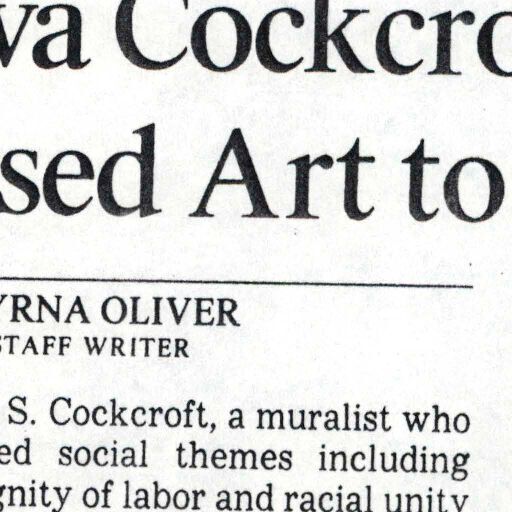 va Cockcro
sed Art to
YRNA OLIVER
STAFF WRITER
S. Cockcroft, a muralist who
ed social themes including
gnity of labor and racial unity